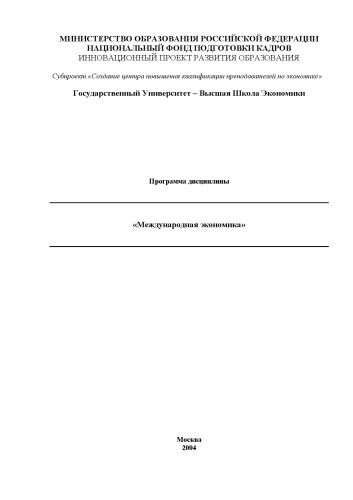 МИНИСТЕРСТВО ОБРАЗОВАНИЯ РОССИЙСКОЙ ФЕДЕРАЦИИ
НАЦИОНАЛЬНЫЙ ФОНД ПОДГОТОВКИ КАДРОВ
ИННОВАЦИОННЫЙ ПРОЕКТ РАЗВИТИЯ ОБРАЗОВАНИЯ
Субпроект «Создание центра повышения квалификации преподавателей по экономике»
Государственный Университет – Высшая Школа Экономики
Программа дисциплины
«Международная экономика»
Москва
2004